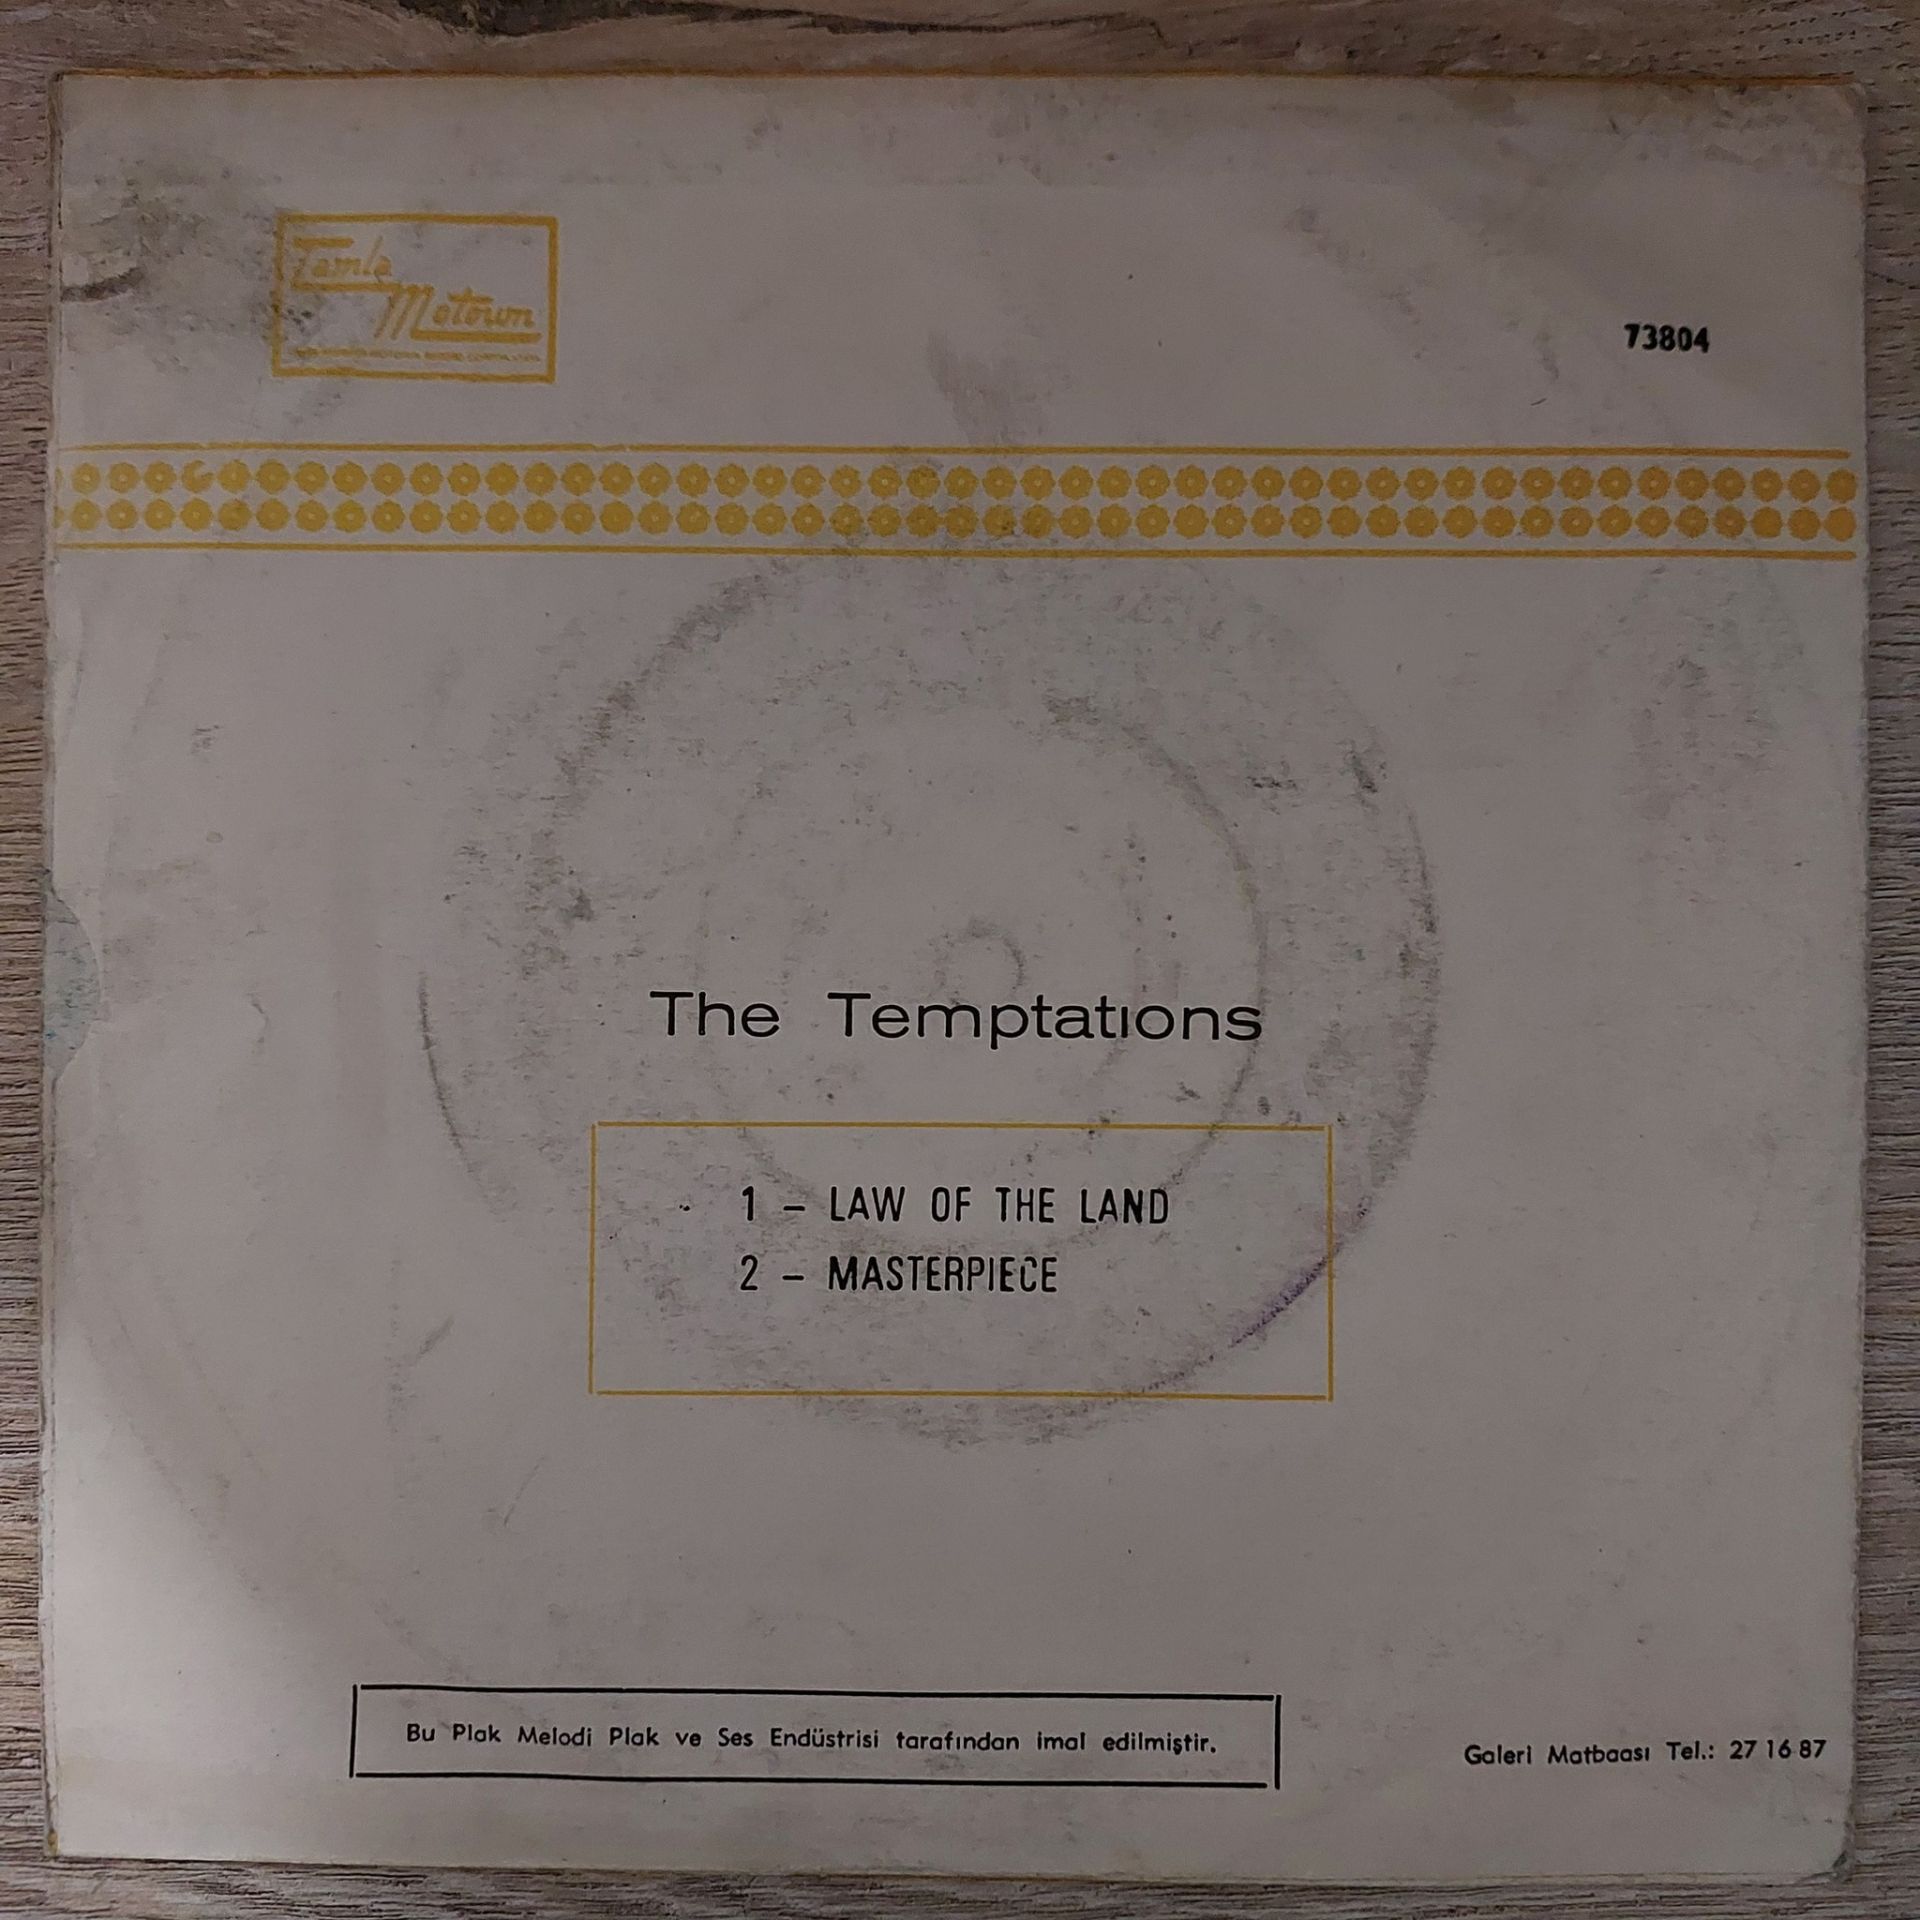 Tamla
Motown
73804
The Temptations
1 – LAW OF THE LAND
2 – MASTERPIECE
Bu Plak Melodi Plak ve Ses Endüstrisi tarafından imal edilmiştir.
Galeri Matbaası Tel.: 27 16 87